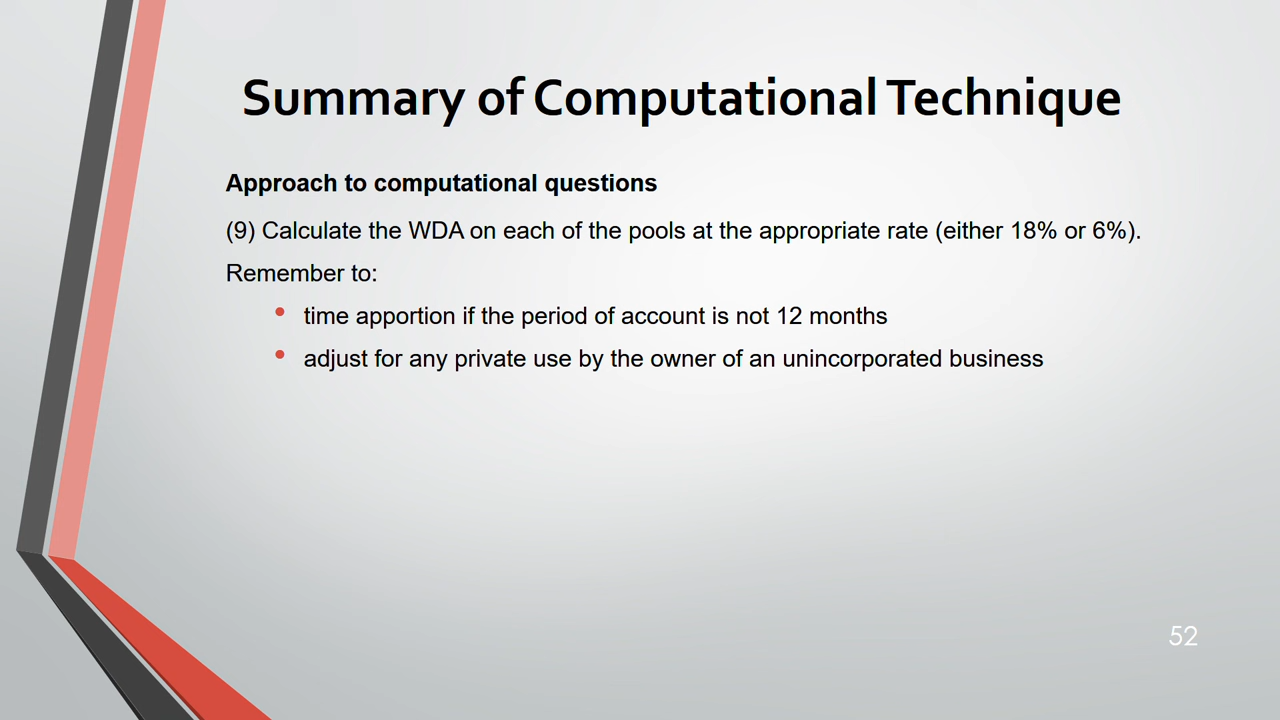 Summary of Computational Technique
Approach to computational questions
(9) Calculate the WDA on each of the pools at the appropriate rate (either 18% or 6%).
Remember to:
• time apportion if the period of account is not 12 months
• adjust for any private use by the owner of an unincorporated business
52